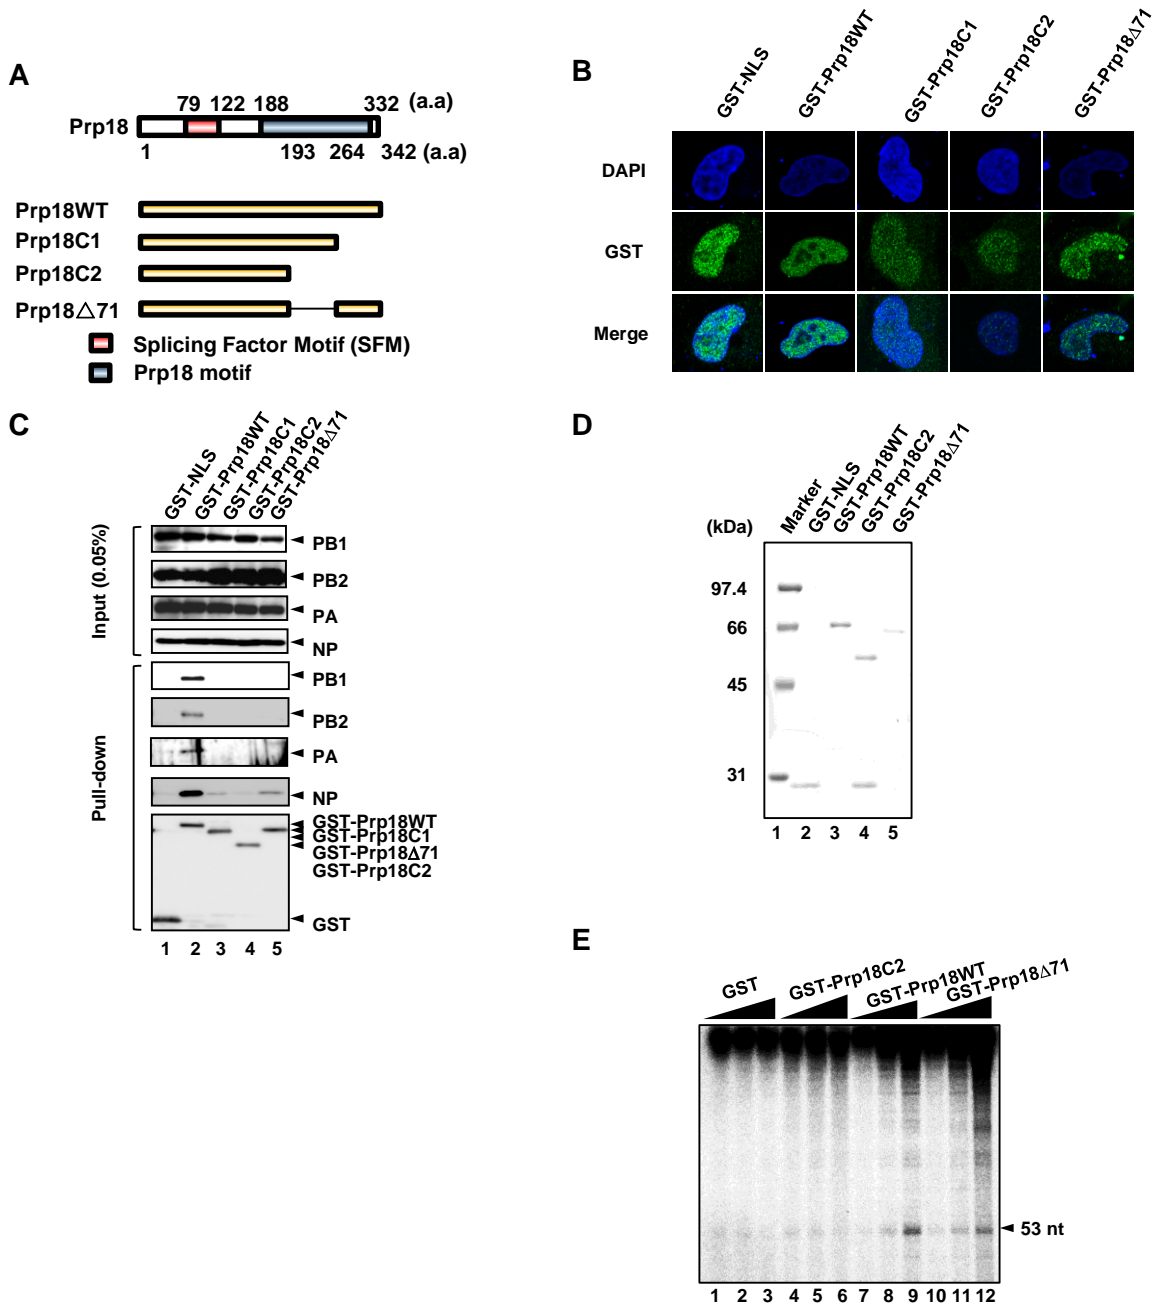 A
79 122 188 332 (a.a)
Prp18
1 193 264 342 (a.a)
Prp18WT
Prp18C1
Prp18C2
Prp18△71
Splicing Factor Motif (SFM)
Prp18 motif
B
GST-NLS
GST-Prp18WT
GST-Prp18C1
GST-Prp18C2
GST-Prp18Δ71
DAPI
GST
Merge
C
GST-NLS
GST-Prp18WT
GST-Prp18C1
GST-Prp18C2
GST-Prp18Δ71
Input (0.05%)
PB1
PB2
PA
NP
Pull-down
PB1
PB2
PA
NP
GST-Prp18WT
GST-Prp18C1
GST-Prp18Δ71
GST-Prp18C2
GST
1 2 3 4 5
D
Marker
GST-NLS
GST-Prp18WT
GST-Prp18C2
GST-Prp18Δ71
(kDa)
97.4
66
45
31
1 2 3 4 5
E
GST
GST-Prp18C2
GST-Prp18WT
GST-Prp18Δ71
53 nt
1 2 3 4 5 6 7 8 9 10 11 12